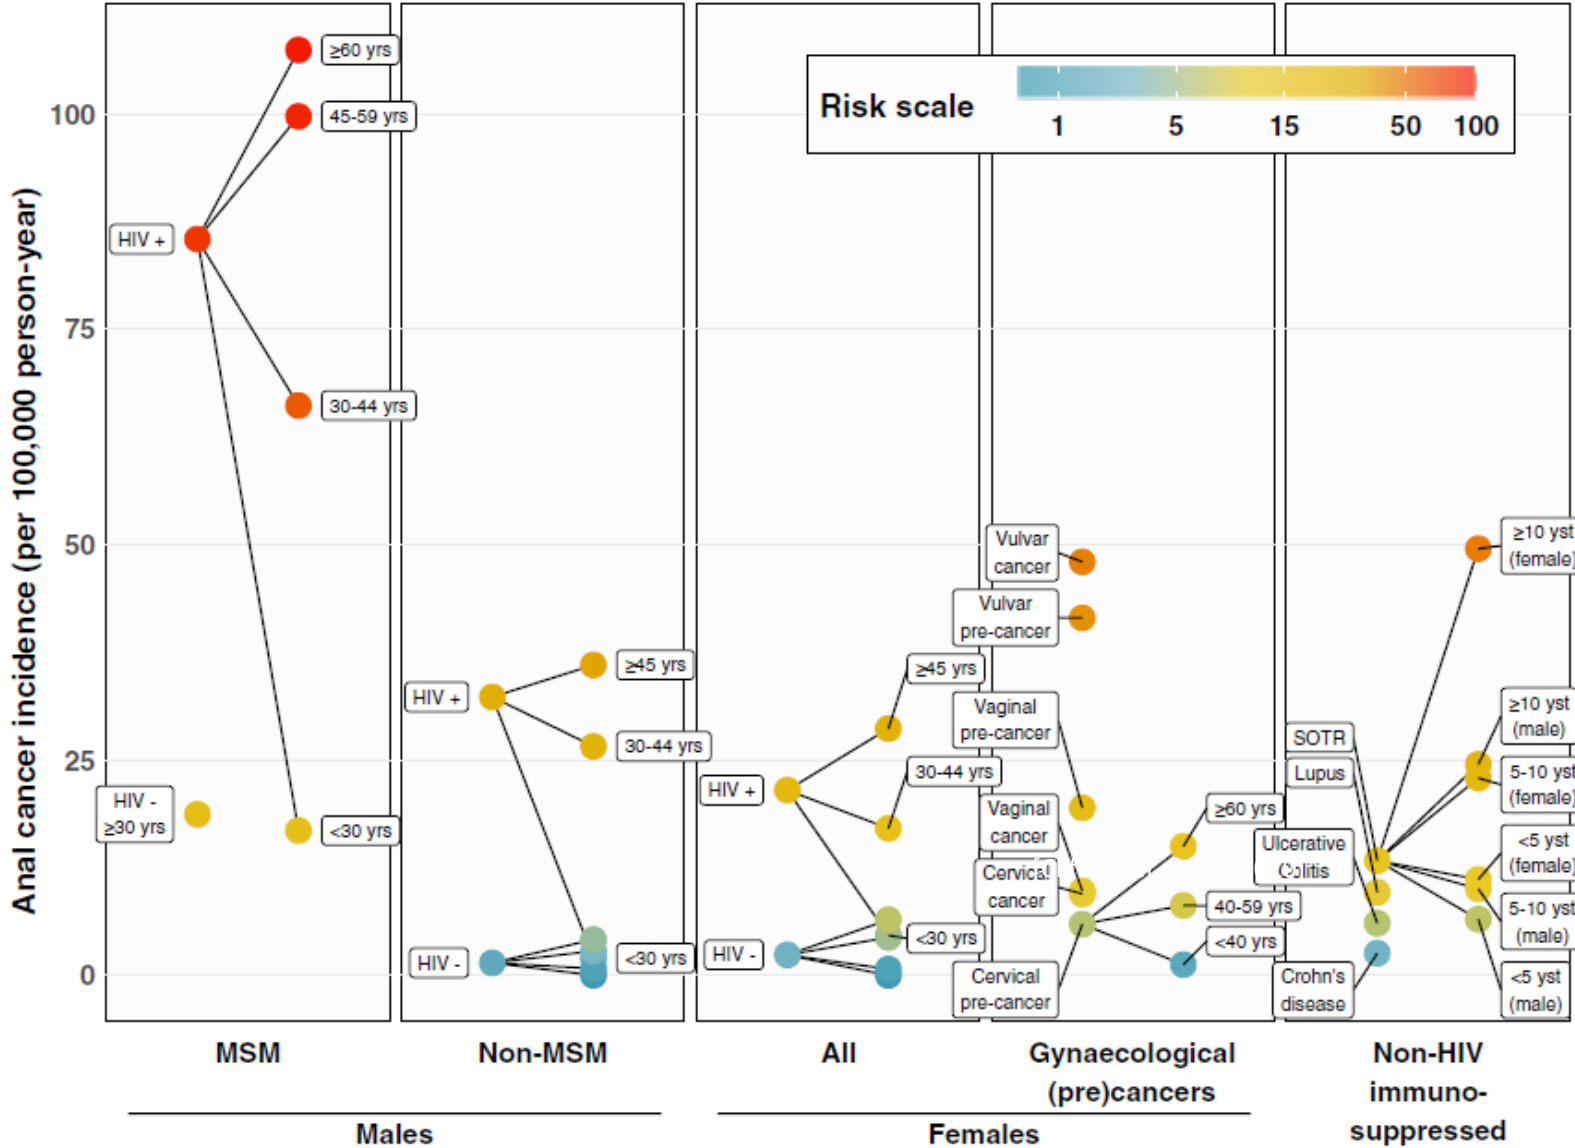 Anal cancer incidence (per 100,000 person-year)
100
75
50
25
0
≥60 yrs
45-59 yrs
HIV +
30-44 yrs
HIV -
≥30 yrs
<30 yrs
≥45 yrs
HIV +
30-44 yrs
HIV -
<30 yrs
≥45 yrs
30-44 yrs
HIV +
HIV -
<30 yrs
Risk scale
1 5 15 50 100
Vulvar
cancer
Vulvar
pre-cancer
Vaginal
pre-cancer
Vaginal
cancer
Cervical
cancer
Cervical
pre-cancer
≥60 yrs
40-59 yrs
<40 yrs
SOTR
Lupus
Ulcerative
Colitis
Crohn's
disease
≥10 yst
(female)
≥10 yst
(male)
5-10 yst
(female)
<5 yst
(female)
5-10 yst
(male)
<5 yst
(male)
MSM
Non-MSM
All
Gynaecological
(pre)cancers
Non-HIV
immuno-
suppressed
Males
Females